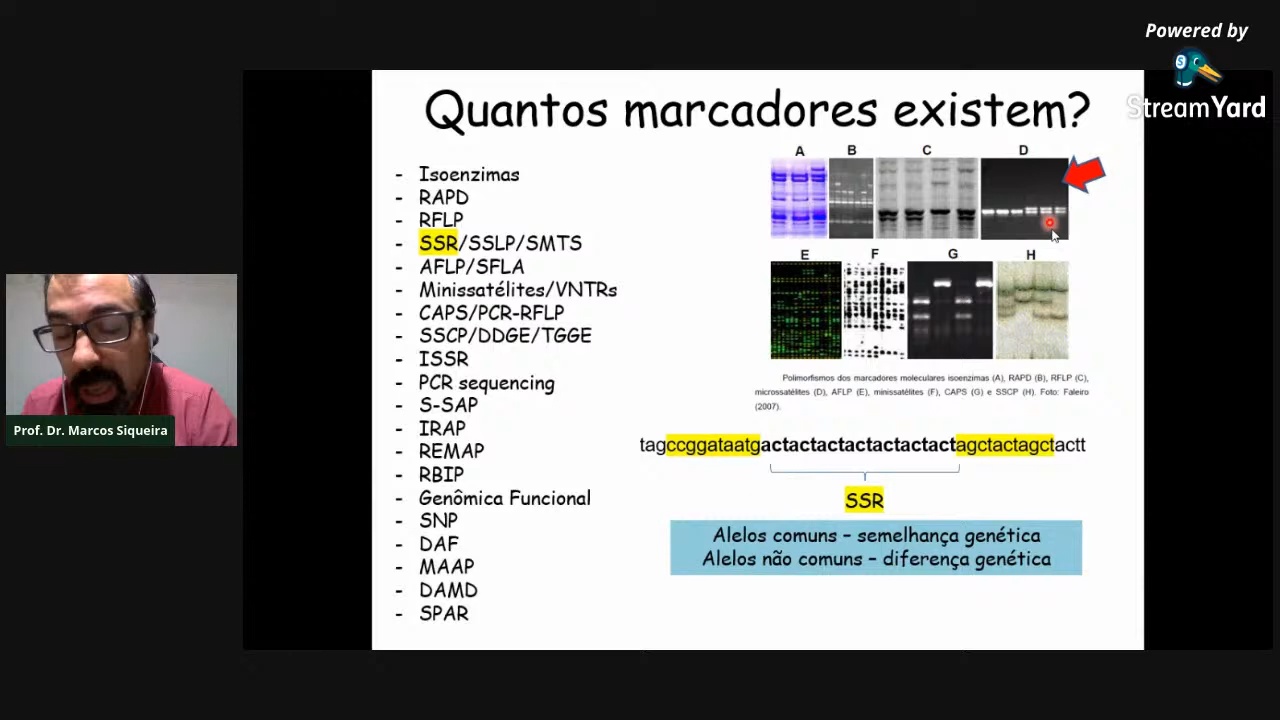 Powered by
StreamYard
Quantos marcadores existem?
- Isoenzimas
- RAPD
- RFLP
- SSR/SSLP/SMTS
- AFLP/SFLA
- Minissatélites/VNTRs
- CAPS/PCR-RFLP
- SSCP/DDGE/TGGE
- ISSR
- PCR sequencing
- S-SAP
- IRAP
- REMAP
- RBIP
- Genômica Funcional
- SNP
- DAF
- MAAP
- DAMD
- SPAR
A B C D
E F G H
Polimorfismos dos marcadores moleculares isoenzimas (A), RAPD (B), RFLP (C),
microssatélites (D), AFLP (E), minissatélites (F), CAPS (G) e SSCP (H). Foto: Faleiro
(2007).
tagccggataatgactactactactactactactagctactagctactt
SSR
Alelos comuns – semelhança genética
Alelos não comuns – diferença genética
Prof. Dr. Marcos Siqueira